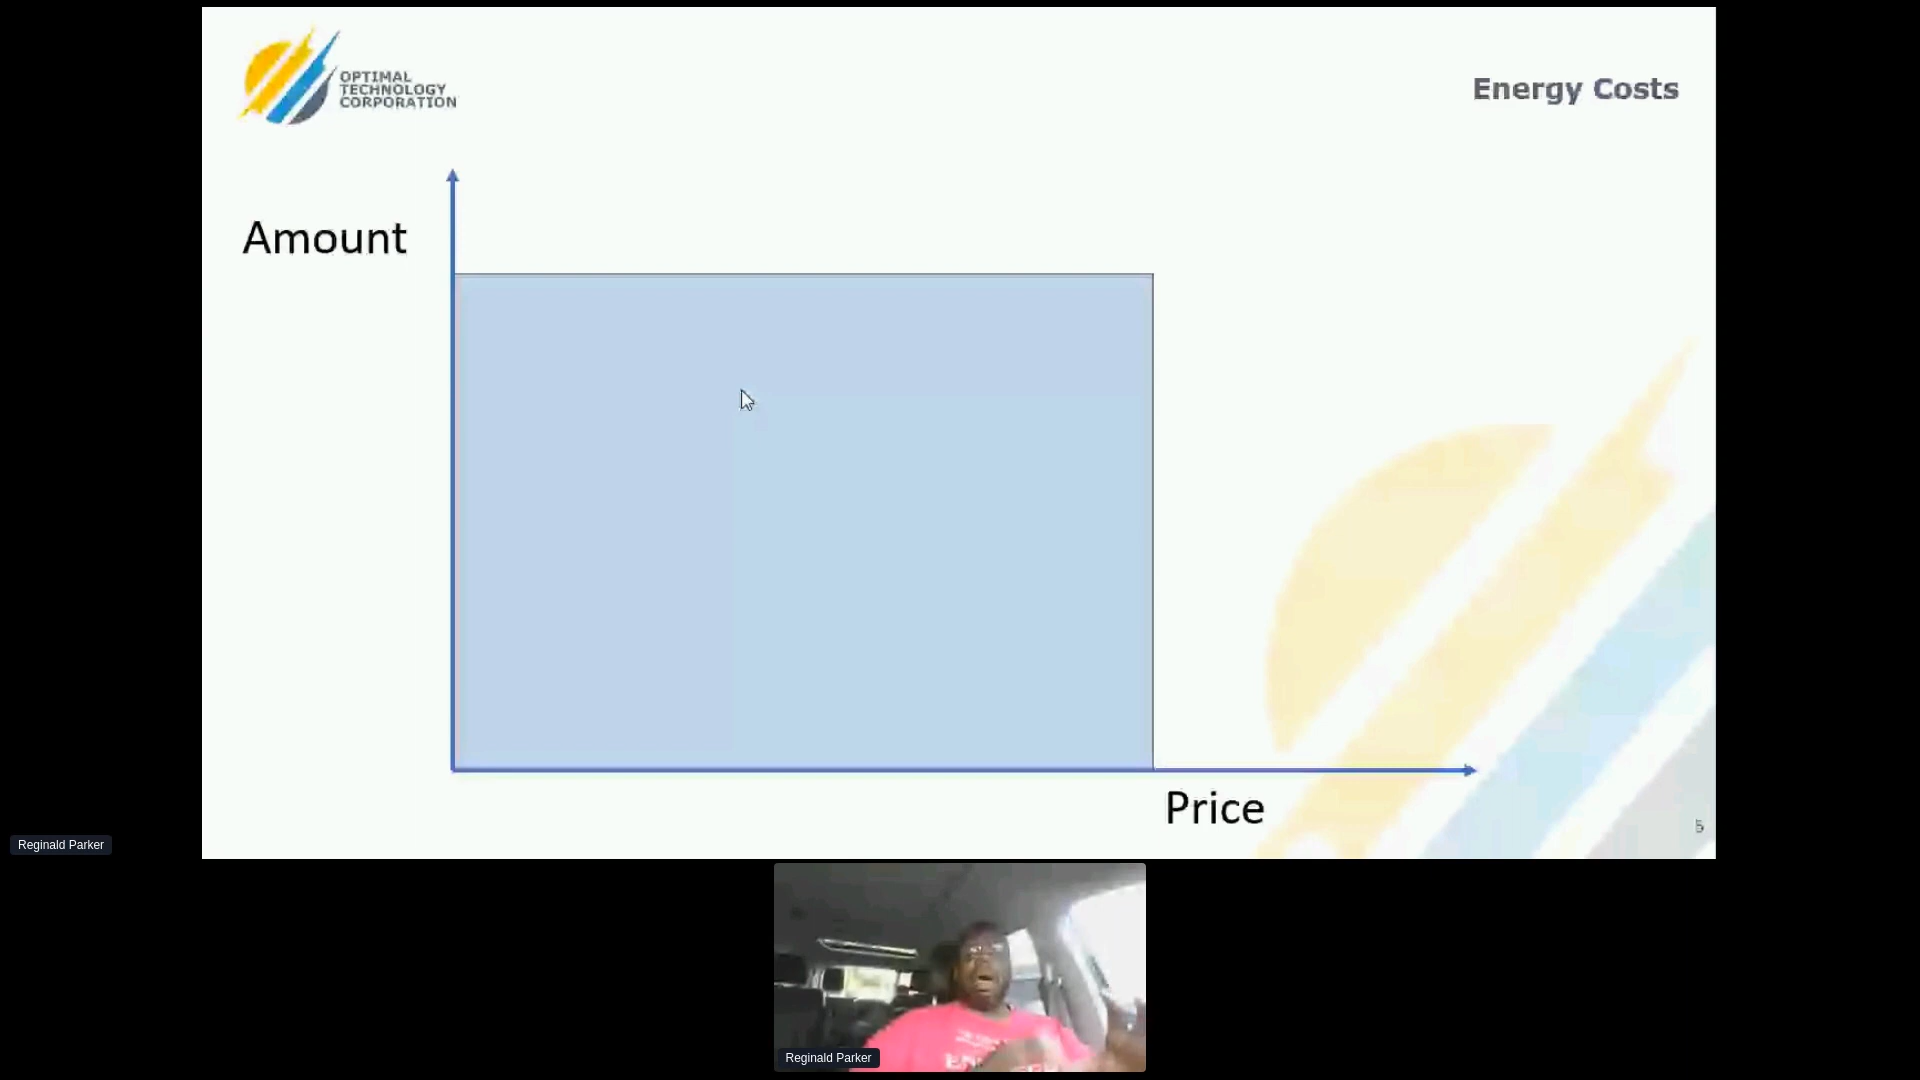 OPTIMAL
TECHNOLOGY
CORPORATION
Energy Costs
Amount
Price
5
Reginald Parker
Reginald Parker